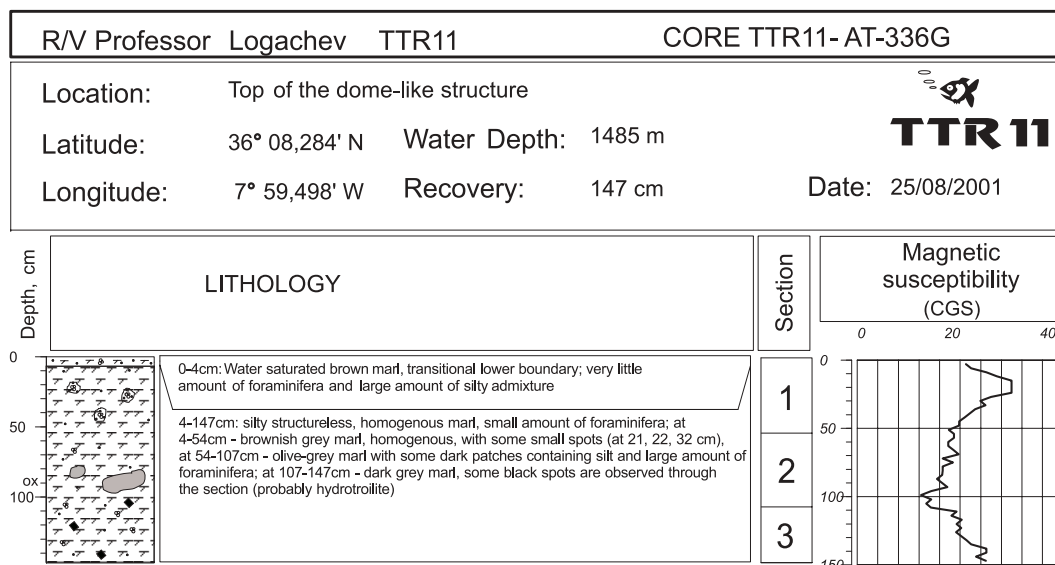 R/V Professor Logachev TTR11 CORE TTR11- AT-336G
Location: Top of the dome-like structure
TTR 11
Latitude: 36° 08,284' N Water Depth: 1485 m
Longitude: 7° 59,498' W Recovery: 147 cm Date: 25/08/2001
Depth, cm
LITHOLOGY
Section
Magnetic
susceptibility
(CGS)
0 20 40
0
50
ox
100
0-4cm: Water saturated brown marl, transitional lower boundary; very little
amount of foraminifera and large amount of silty admixture
4-147cm: silty structureless, homogenous marl, small amount of foraminifera; at
4-54cm - brownish grey marl, homogenous, with some small spots (at 21, 22, 32 cm),
at 54-107cm - olive-grey marl with some dark patches containing silt and large amount of
foraminifera; at 107-147cm - dark grey marl, some black spots are observed through
the section (probably hydrotroilite)
1
2
3
0
50
100
150